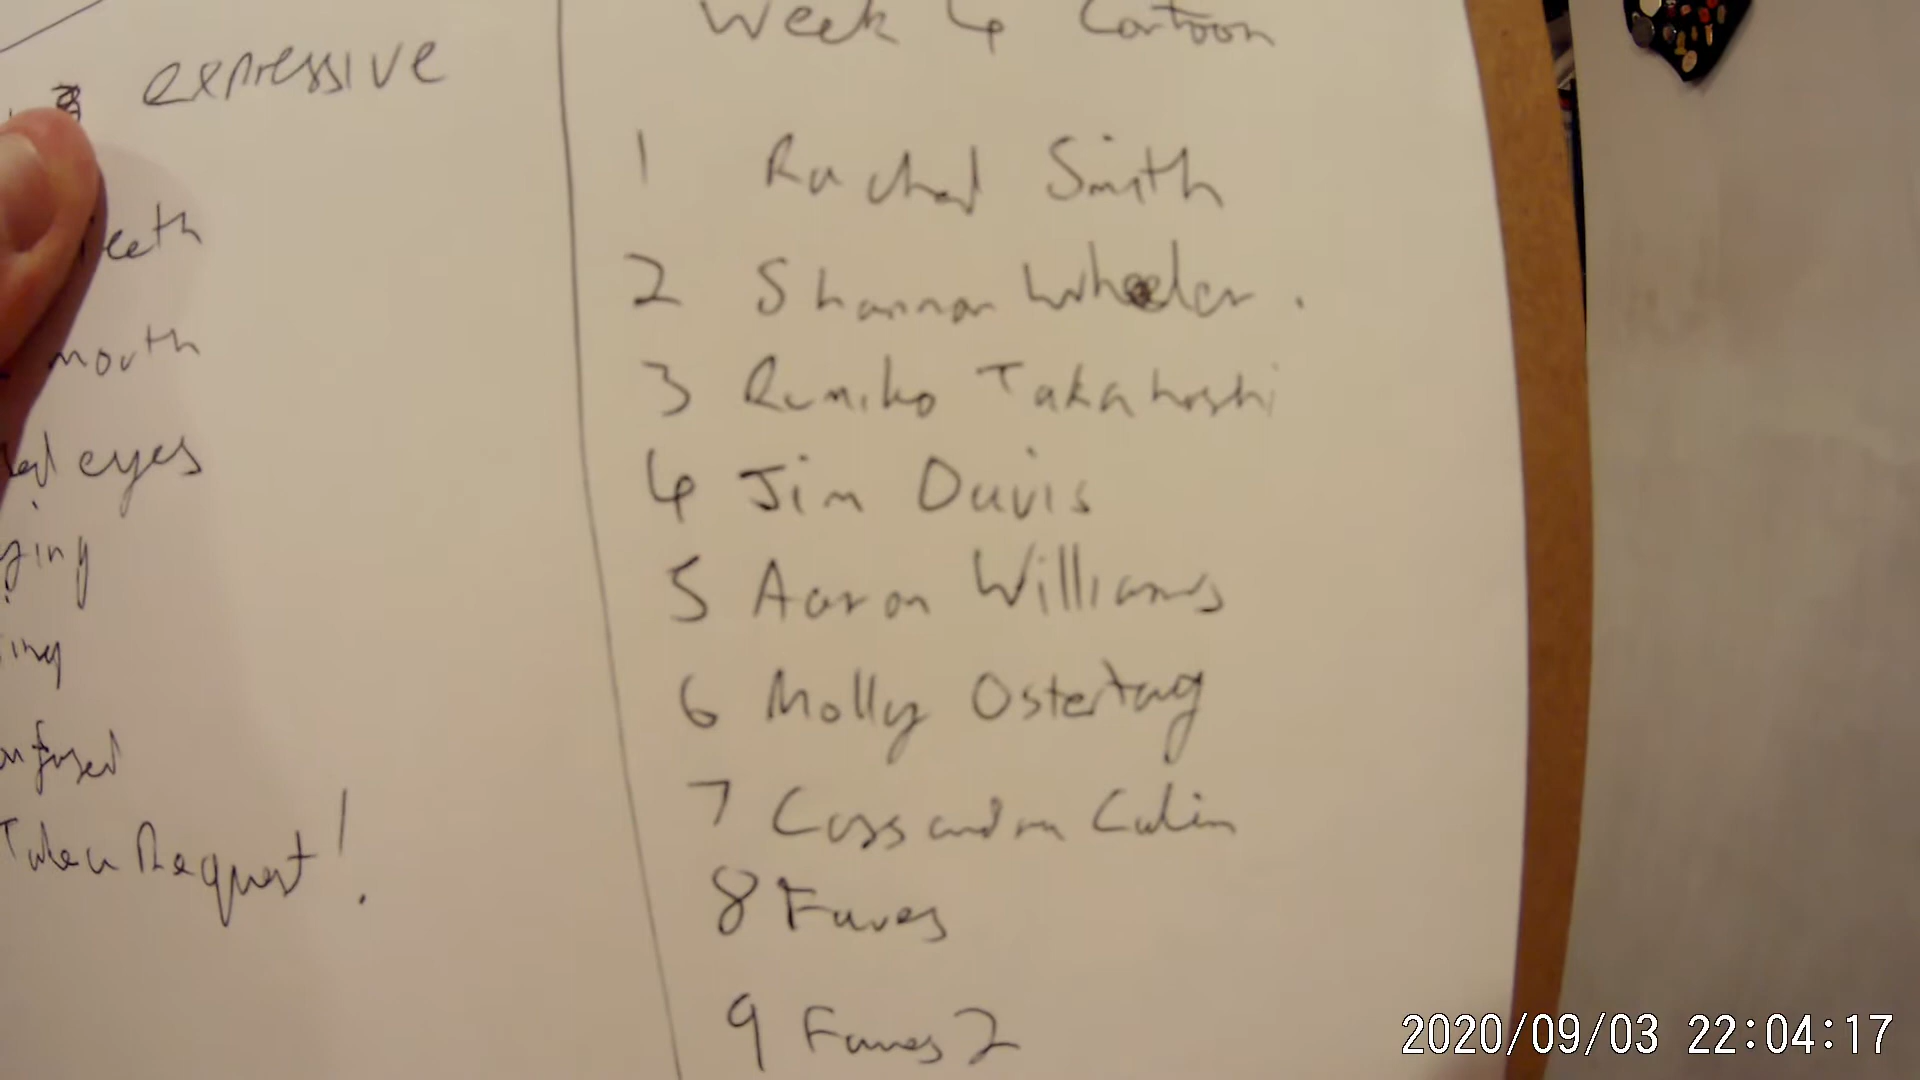 expressive
teeth
mouth
eyes
Taken Request!
Week 4 Cartoon
1 Rachel Smith
2 Shannon Wheeler.
3 Rumiko Takahashi
4 Jim Davis
5 Aaron Williams
6 Molly Ostertag
7 Cassandra Calin
8 Faves
9 Faves 2
2020/09/03 22:04:17